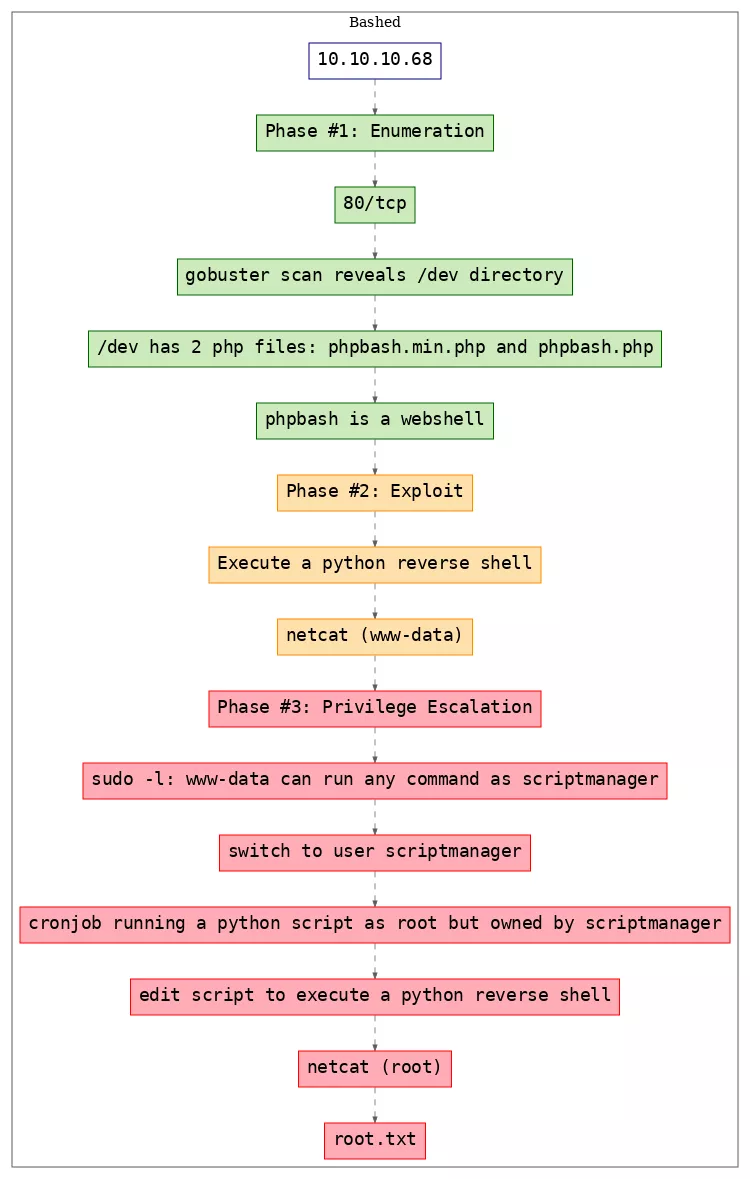 Bashed
10.10.10.68
Phase #1: Enumeration
80/tcp
gobuster scan reveals /dev directory
/dev has 2 php files: phpbash.min.php and phpbash.php
phpbash is a webshell
Phase #2: Exploit
Execute a python reverse shell
netcat (www-data)
Phase #3: Privilege Escalation
sudo -l: www-data can run any command as scriptmanager
switch to user scriptmanager
cronjob running a python script as root but owned by scriptmanager
edit script to execute a python reverse shell
netcat (root)
root.txt